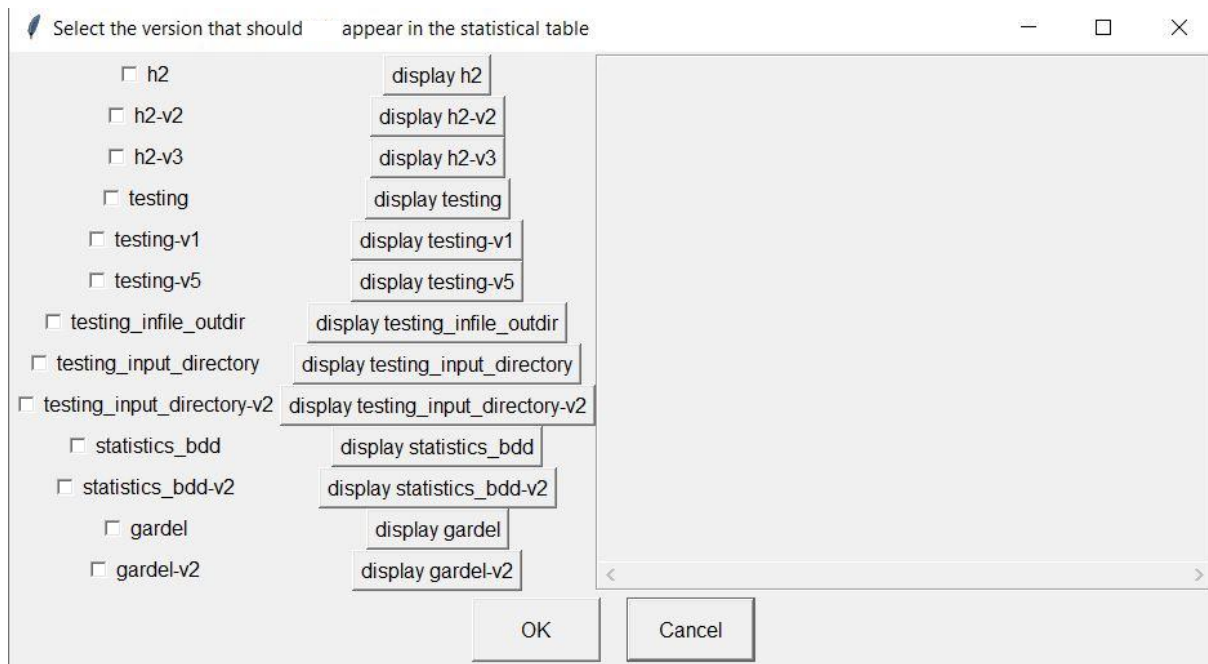 Select the version that should appear in the statistical table
h2 display h2
h2-v2 display h2-v2
h2-v3 display h2-v3
testing display testing
testing-v1 display testing-v1
testing-v5 display testing-v5
testing_infile_outdir display testing_infile_outdir
testing_input_directory display testing_input_directory
testing_input_directory-v2 display testing_input_directory-v2
statistics_bdd display statistics_bdd
statistics_bdd-v2 display statistics_bdd-v2
gardel display gardel
gardel-v2 display gardel-v2
OK Cancel